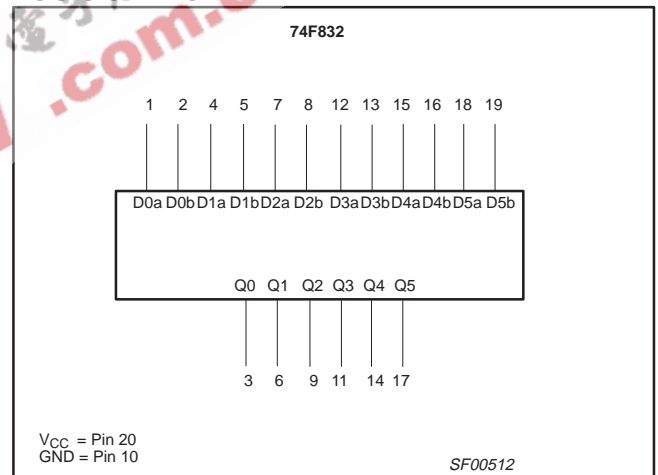 .com.
74F832
1 2 4 5 7 8 12 13 15 16 18 19
D0a D0b D1a D1b D2a D2b D3a D3b D4a D4b D5a D5b
Q0 Q1 Q2 Q3 Q4 Q5
3 6 9 11 14 17
VCC = Pin 20
GND = Pin 10
SF00512